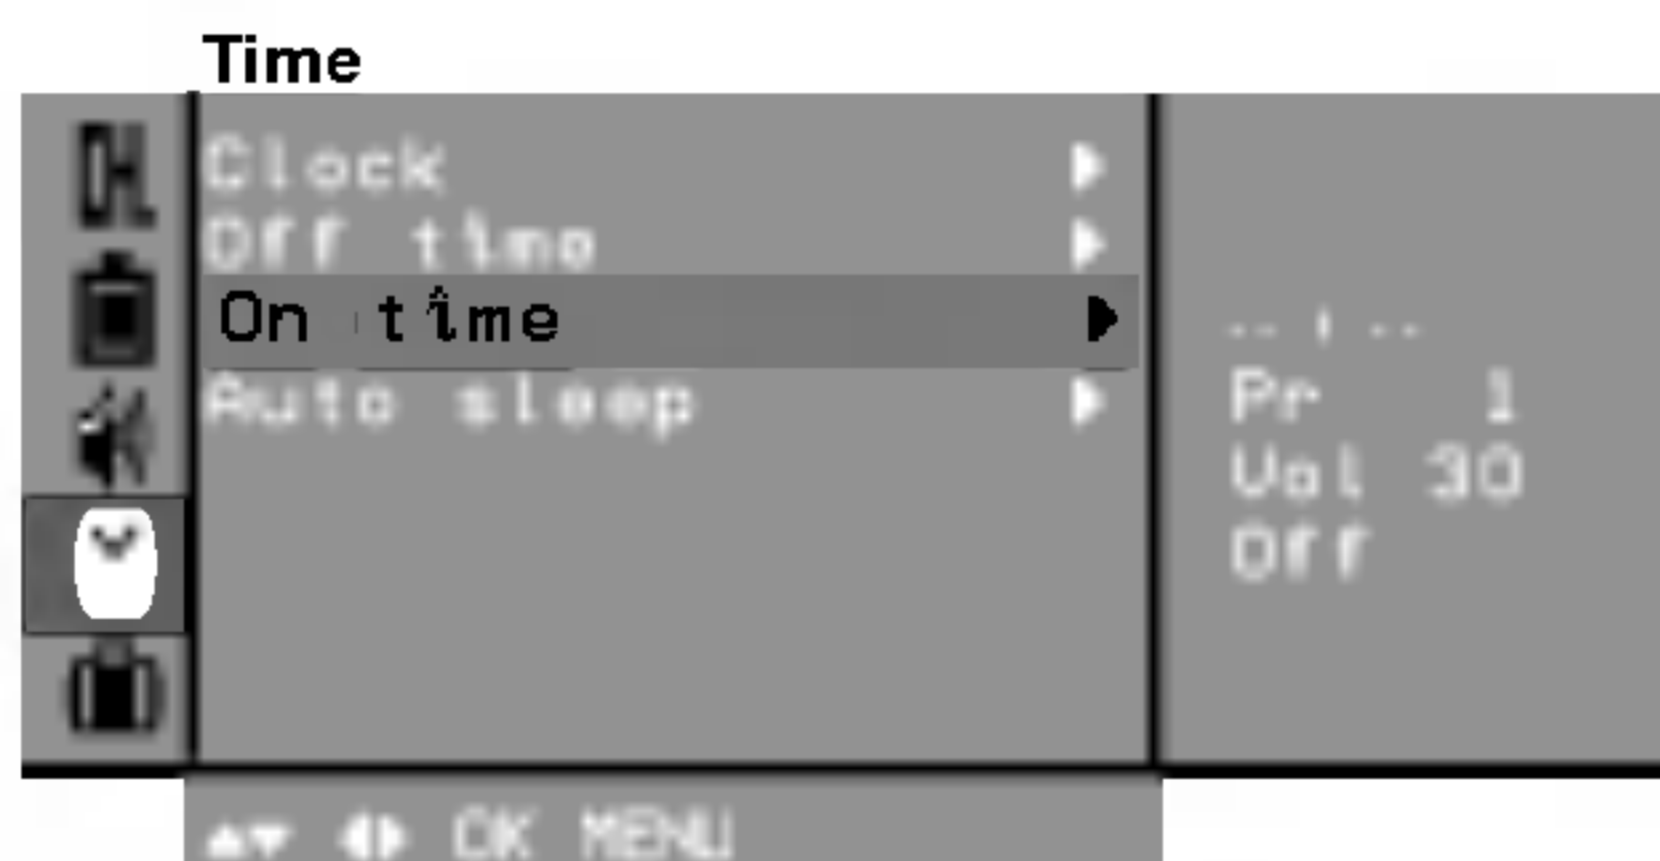 Time
Clock
Off time
On time
Auto sleep
-- : --
Pr 1
Vol 30
Off
OK MENU